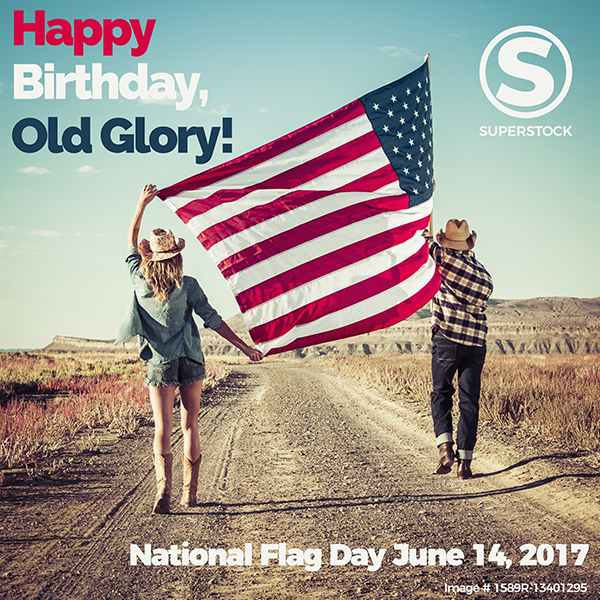 Happy
Birthday,
Old Glory!
S
SUPERSTOCK
National Flag Day June 14, 2017
Image # 1589R-13401295